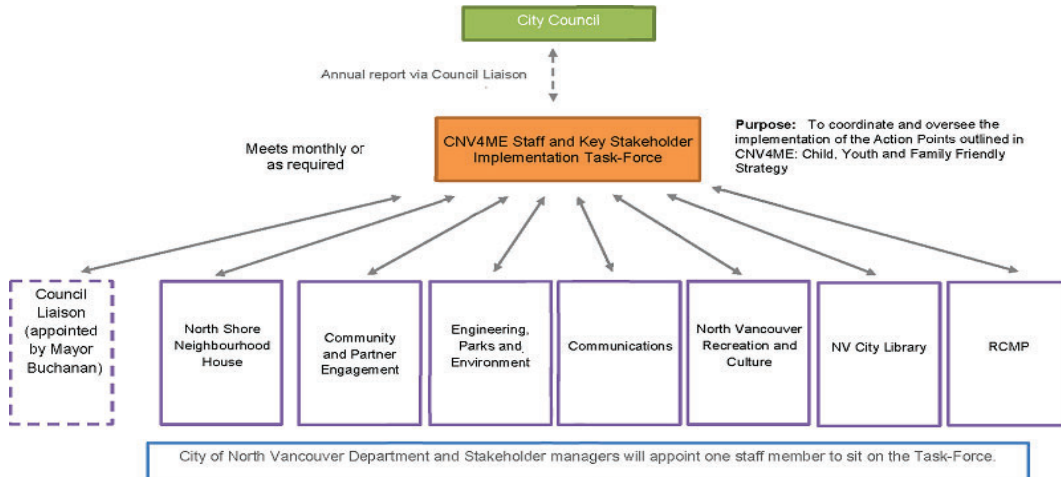 City Council
Annual report via Council Liaison
CNV4ME Staff and Key Stakeholder
Implementation Task-Force
Meets monthly or
as required
Purpose: To coordinate and oversee the
implementation of the Action Points outlined in
CNV4ME: Child, Youth and Family Friendly
Strategy
Council
Liaison
(appointed
by Mayor
Buchanan)
North Shore
Neighbourhood
House
Community
and Partner
Engagement
Engineering,
Parks and
Environment
Communications
North Vancouver
Recreation and
Culture
NV City Library
RCMP
City of North Vancouver Department and Stakeholder managers will appoint one staff member to sit on the Task-Force.